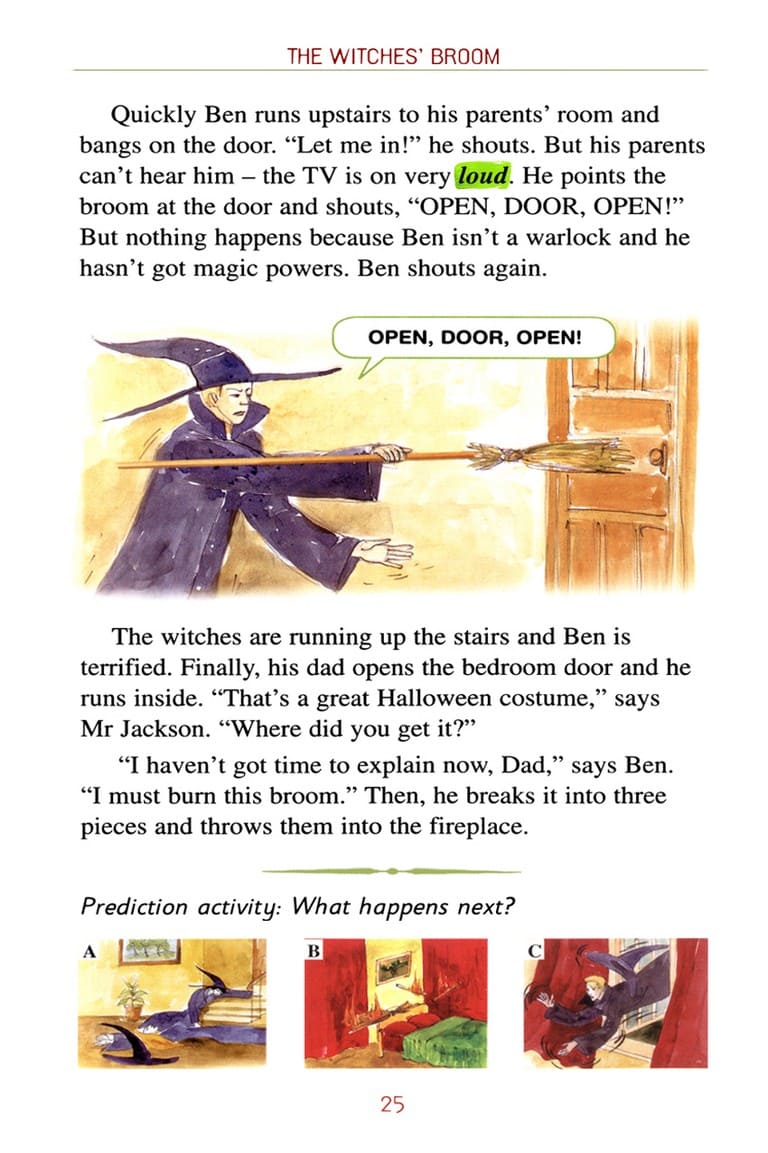 THE WITCHES’ BROOM
Quickly Ben runs upstairs to his parents’ room and
bangs on the door. “Let me in!” he shouts. But his parents
can’t hear him – the TV is on very loud. He points the
broom at the door and shouts, “OPEN, DOOR, OPEN!”
But nothing happens because Ben isn’t a warlock and he
hasn’t got magic powers. Ben shouts again.
OPEN, DOOR, OPEN!
The witches are running up the stairs and Ben is
terrified. Finally, his dad opens the bedroom door and he
runs inside. “That’s a great Halloween costume,” says
Mr Jackson. “Where did you get it?”
“I haven’t got time to explain now, Dad,” says Ben.
“I must burn this broom.” Then, he breaks it into three
pieces and throws them into the fireplace.
Prediction activity: What happens next?
A
B
C
25